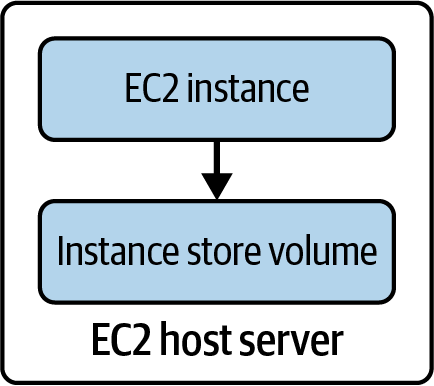 EC2 instance
Instance store volume
EC2 host server